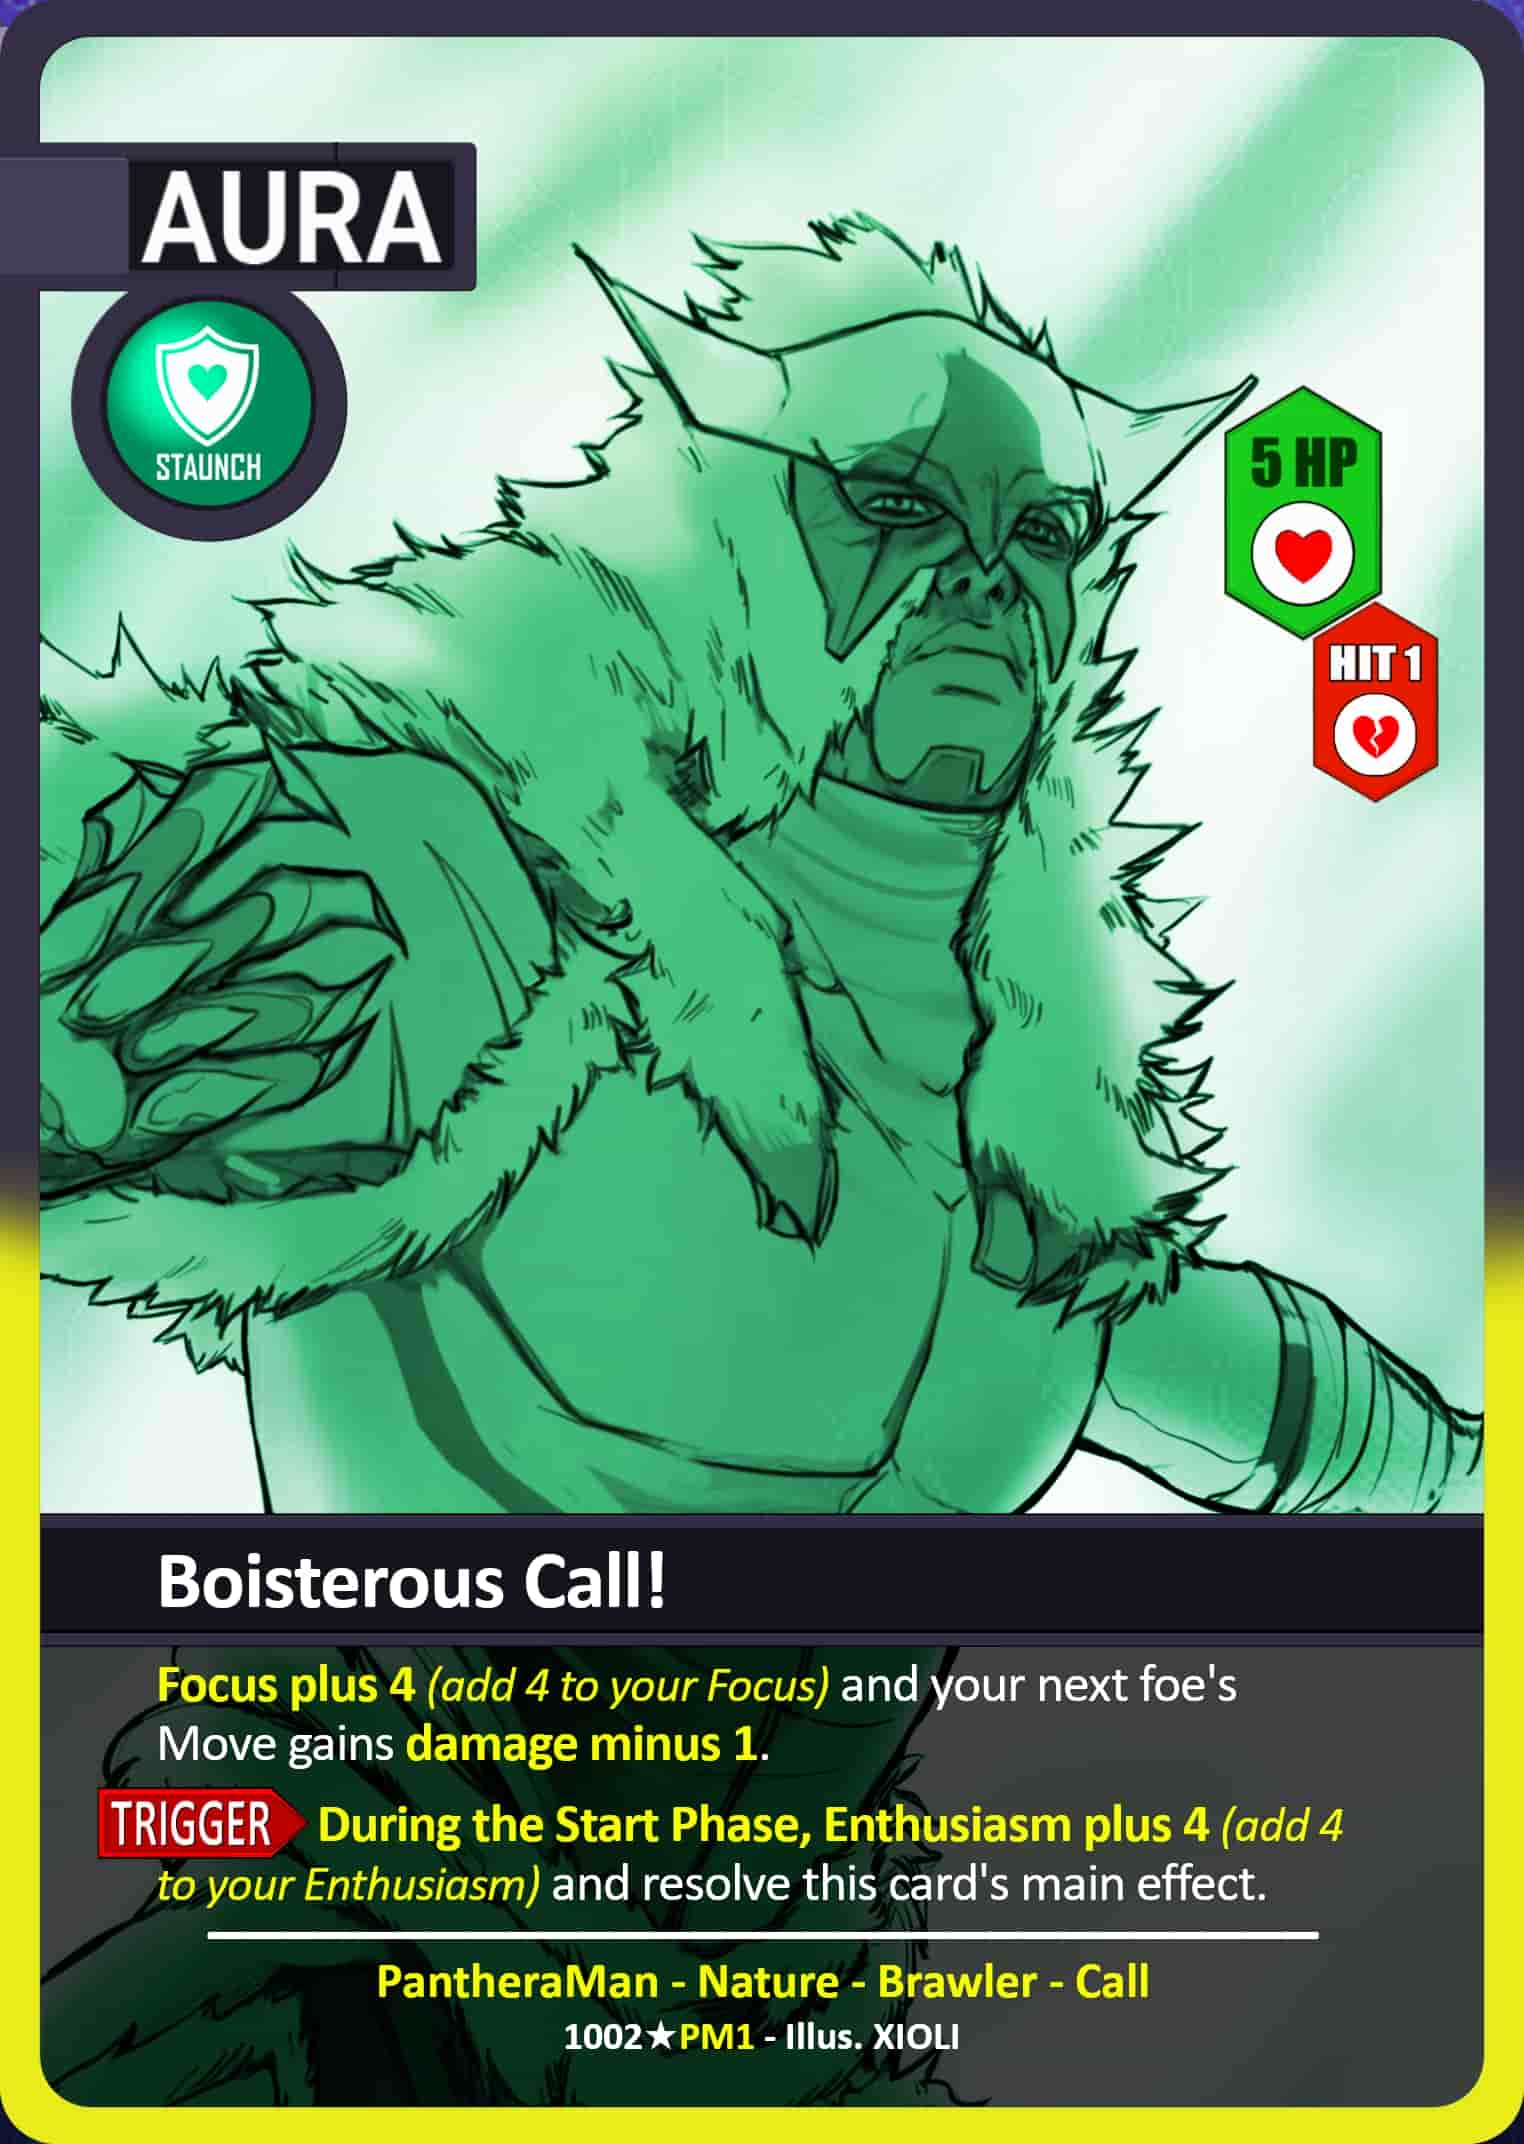 AURA
STAUNCH
5 HP
HIT 1
Boisterous Call!
Focus plus 4 (add 4 to your Focus) and your next foe's
Move gains damage minus 1.
TRIGGER During the Start Phase, Enthusiasm plus 4 (add 4
to your Enthusiasm) and resolve this card's main effect.
PantheraMan - Nature - Brawler - Call
1002★PM1 - Illus. XIOLI